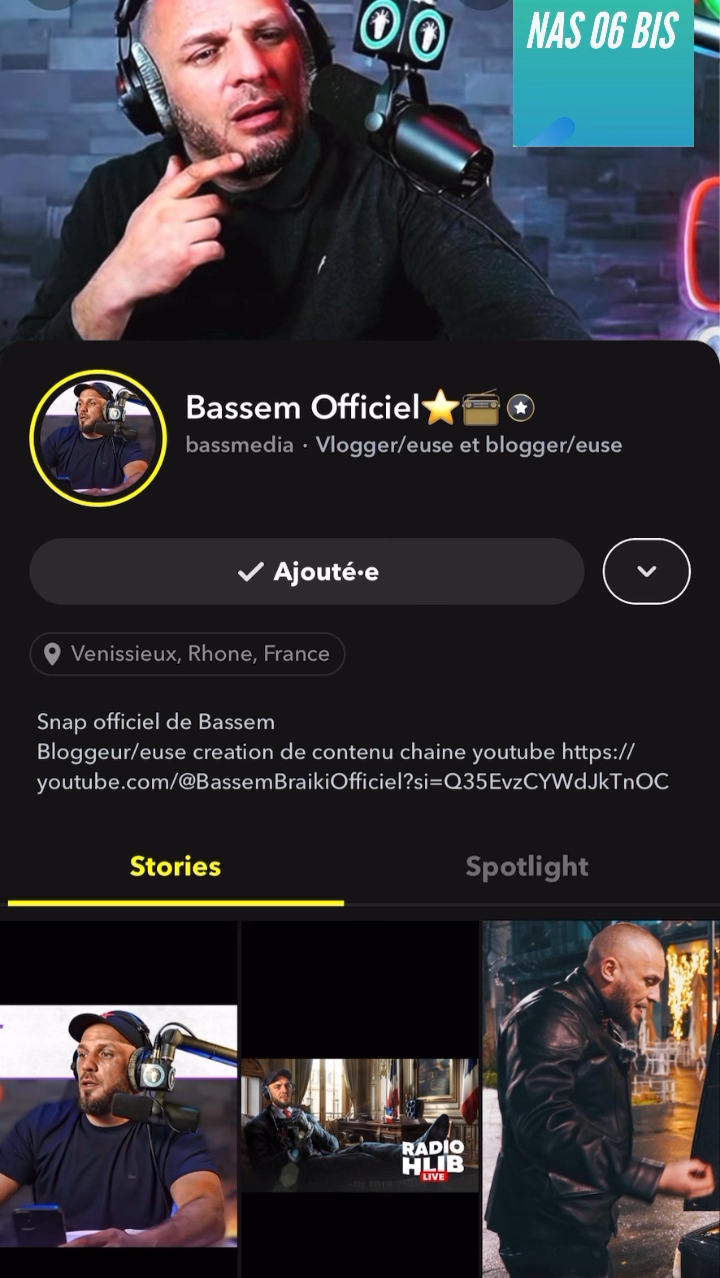 NAS 06 BIS
Bassem Officiel⭐📻
bassmedia · Vlogger/euse et blogger/euse
Ajouté·e
Venissieux, Rhone, France
Snap officiel de Bassem
Bloggeur/euse creation de contenu chaine youtube https://
youtube.com/@BassemBraikiOfficiel?si=Q35EvzCYWdJkTnOC
Stories
Spotlight
RADIO
HLIB
LIVE